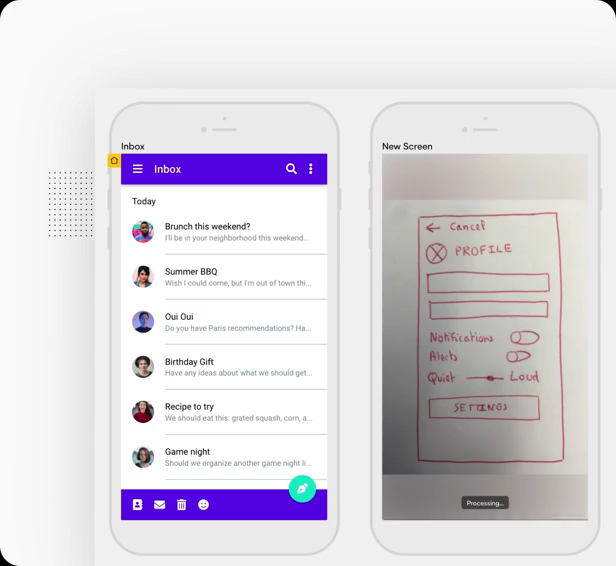 Inbox
Inbox
Today
Brunch this weekend?
I'll be in your neighborhood this weekend...
Summer BBQ
Wish I could come, but I'm out of town thi...
Oui Oui
Do you have Paris recommendations? Ha...
Birthday Gift
Have any ideas about what we should get...
Recipe to try
We should eat this: grated squash, corn, a...
Game night
Should we organize another game night li...
New Screen
Cancel
PROFILE
Notifications
Alerts
Quiet Loud
SETTINGS
Processing...